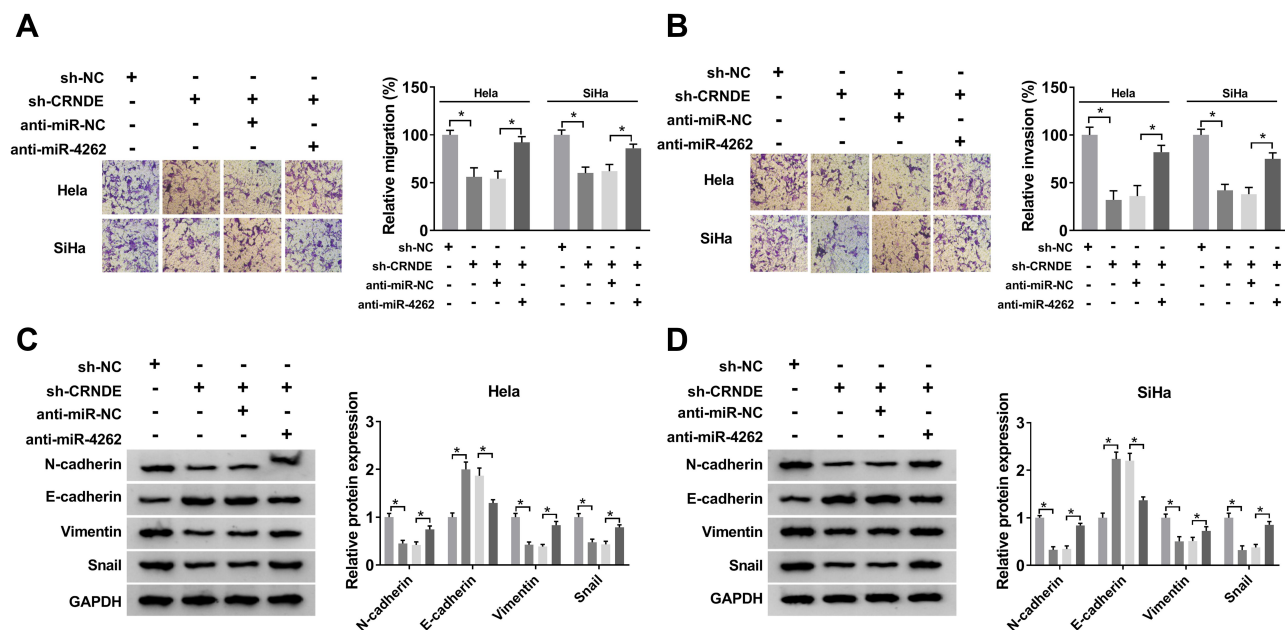 A
sh-NC + - - -
sh-CRNDE - + + +
anti-miR-NC - - + -
anti-miR-4262 - - - +
Hela
SiHa
Relative migration (%)
150
100
50
0
Hela SiHa
* * * *
sh-NC + - - - + - - -
sh-CRNDE - + + + - + + +
anti-miR-NC - - + - - - + -
anti-miR-4262 - - - + - - - +
B
sh-NC + - - -
sh-CRNDE - + + +
anti-miR-NC - - + -
anti-miR-4262 - - - +
Hela
SiHa
Relative invasion (%)
150
100
50
0
Hela SiHa
* * * *
sh-NC + - - - + - - -
sh-CRNDE - + + + - + + +
anti-miR-NC - - + - - - + -
anti-miR-4262 - - - + - - - +
C
sh-NC + - - -
sh-CRNDE - + + +
anti-miR-NC - - + -
anti-miR-4262 - - - +
N-cadherin
E-cadherin
Vimentin
Snail
GAPDH
Hela
Relative protein expression
3
2
1
0
* * * * * * * *
N-cadherin
E-cadherin
Vimentin
Snail
D
sh-NC + - - -
sh-CRNDE - + + +
anti-miR-NC - - + -
anti-miR-4262 - - - +
N-cadherin
E-cadherin
Vimentin
Snail
GAPDH
SiHa
Relative protein expression
3
2
1
0
* * * * * * * *
N-cadherin
E-cadherin
Vimentin
Snail